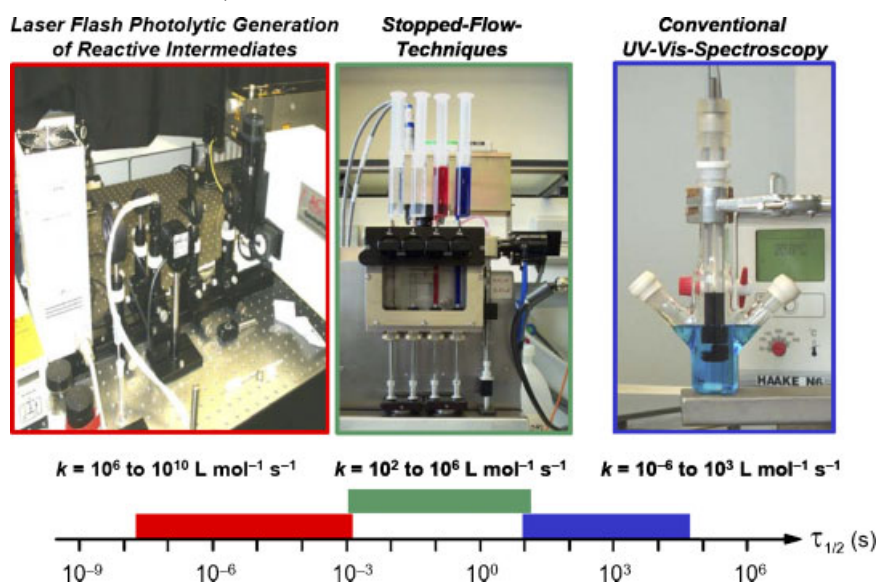 Laser Flash Photolytic Generation
of Reactive Intermediates
Stopped-Flow-
Techniques
Conventional
UV-Vis-Spectroscopy
HAAKE N6
k = 10⁶ to 10¹⁰ L mol⁻¹ s⁻¹
k = 10² to 10⁶ L mol⁻¹ s⁻¹
k = 10⁻⁶ to 10³ L mol⁻¹ s⁻¹
τ1/2 (s)
10⁻⁹
10⁻⁶
10⁻³
10⁰
10³
10⁶